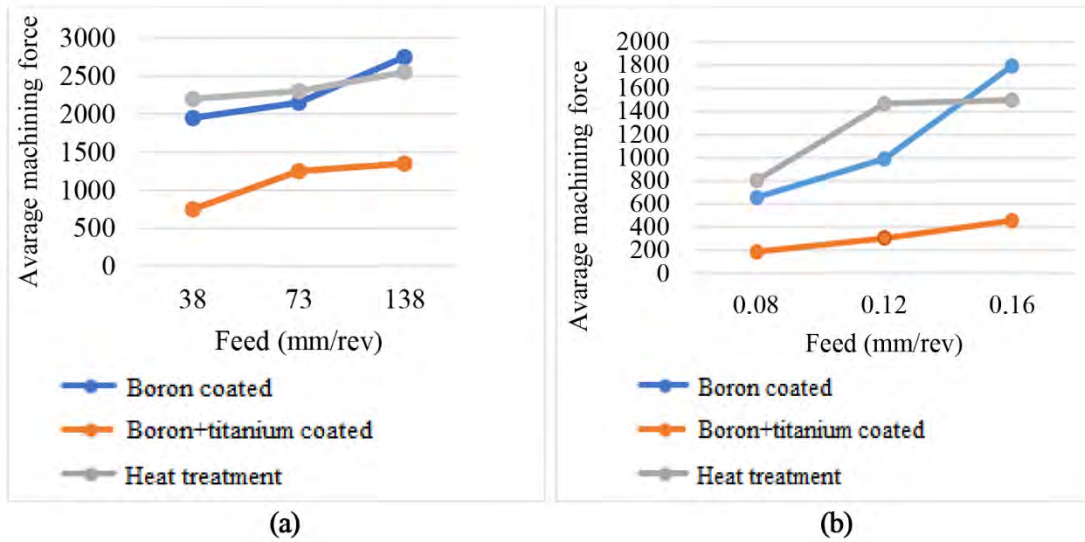 Avarage machining force
3000
2500
2000
1500
1000
500
0
38 73 138
Feed (mm/rev)
Boron coated
Boron+titanium coated
Heat treatment
(a)
Avarage machining force
2000
1800
1600
1400
1200
1000
800
600
400
200
0
0.08 0.12 0.16
Feed (mm/rev)
Boron coated
Boron+titanium coated
Heat treatment
(b)